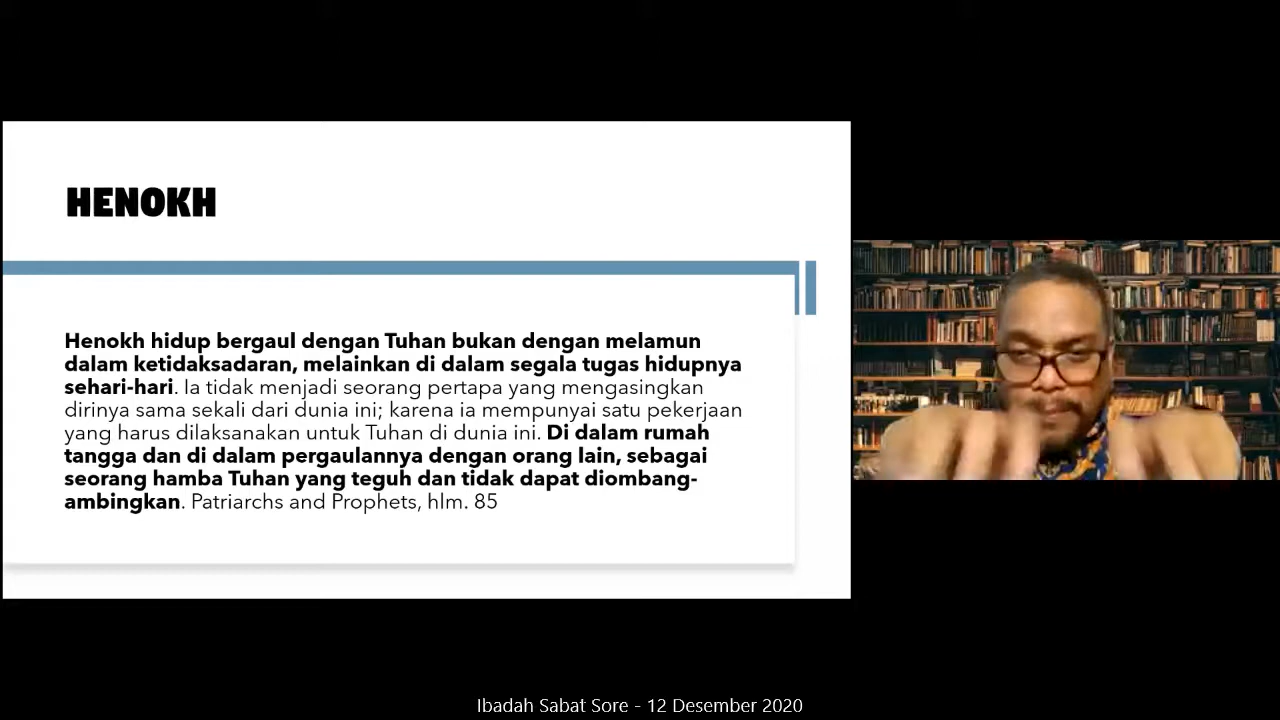 HENOKH
Henokh hidup bergaul dengan Tuhan bukan dengan melamun
dalam ketidaksadaran, melainkan di dalam segala tugas hidupnya
sehari-hari. Ia tidak menjadi seorang pertapa yang mengasingkan
dirinya sama sekali dari dunia ini; karena ia mempunyai satu pekerjaan
yang harus dilaksanakan untuk Tuhan di dunia ini. Di dalam rumah
tangga dan di dalam pergaulannya dengan orang lain, sebagai
seorang hamba Tuhan yang teguh dan tidak dapat diombang-
ambingkan. Patriarchs and Prophets, hlm. 85
Ibadah Sabat Sore - 12 Desember 2020